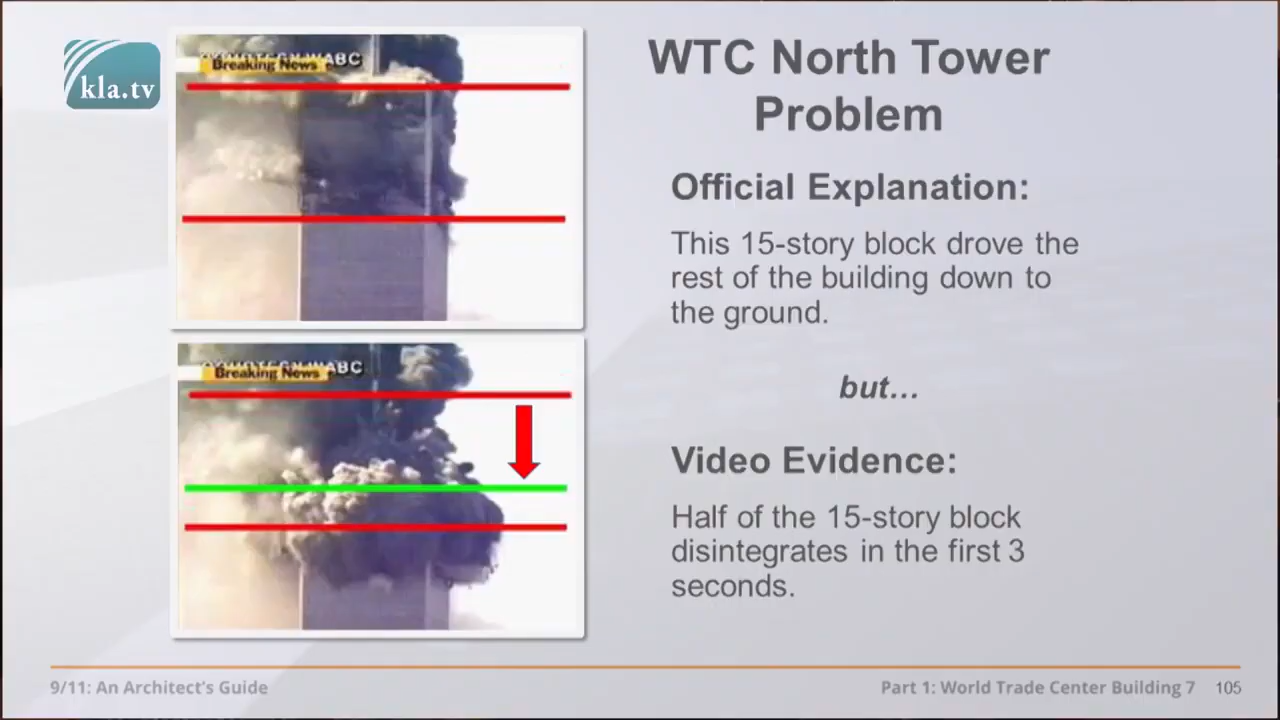 kla.tv
WABC
Breaking News
WTC North Tower
Problem
Official Explanation:
This 15-story block drove the
rest of the building down to
the ground.
but...
WABC
Breaking News
Video Evidence:
Half of the 15-story block
disintegrates in the first 3
seconds.
9/11: An Architect's Guide
Part 1: World Trade Center Building 7 105